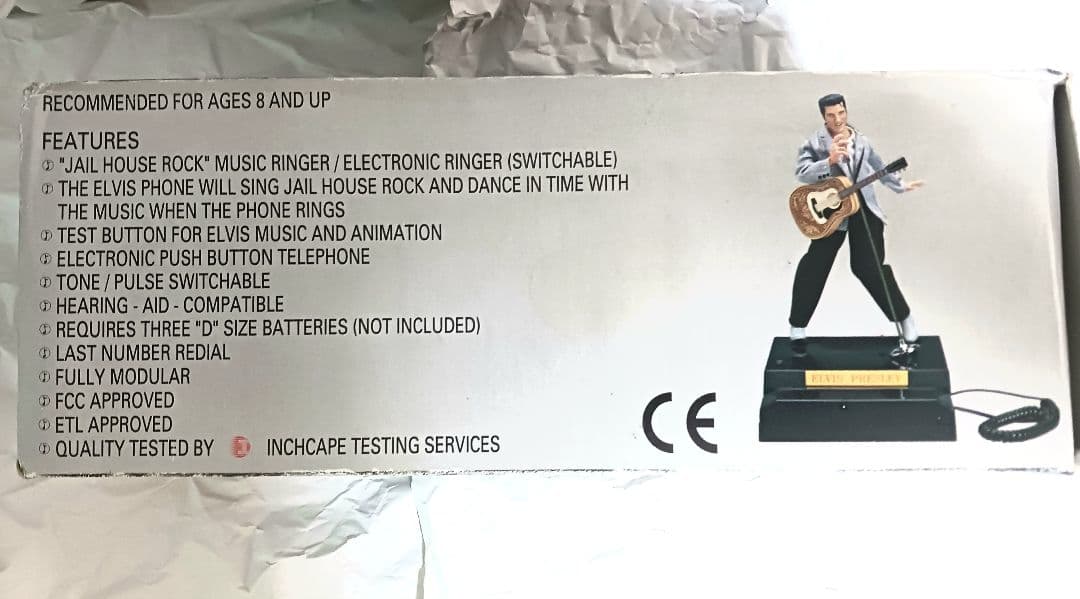 RECOMMENDED FOR AGES 8 AND UP
FEATURES
"JAIL HOUSE ROCK" MUSIC RINGER / ELECTRONIC RINGER (SWITCHABLE)
THE ELVIS PHONE WILL SING JAIL HOUSE ROCK AND DANCE IN TIME WITH
THE MUSIC WHEN THE PHONE RINGS
TEST BUTTON FOR ELVIS MUSIC AND ANIMATION
ELECTRONIC PUSH BUTTON TELEPHONE
TONE / PULSE SWITCHABLE
HEARING - AID - COMPATIBLE
REQUIRES THREE "D" SIZE BATTERIES (NOT INCLUDED)
LAST NUMBER REDIAL
FULLY MODULAR
FCC APPROVED
ETL APPROVED
QUALITY TESTED BY INCHCAPE TESTING SERVICES
CE
ELVIS PRESLEY